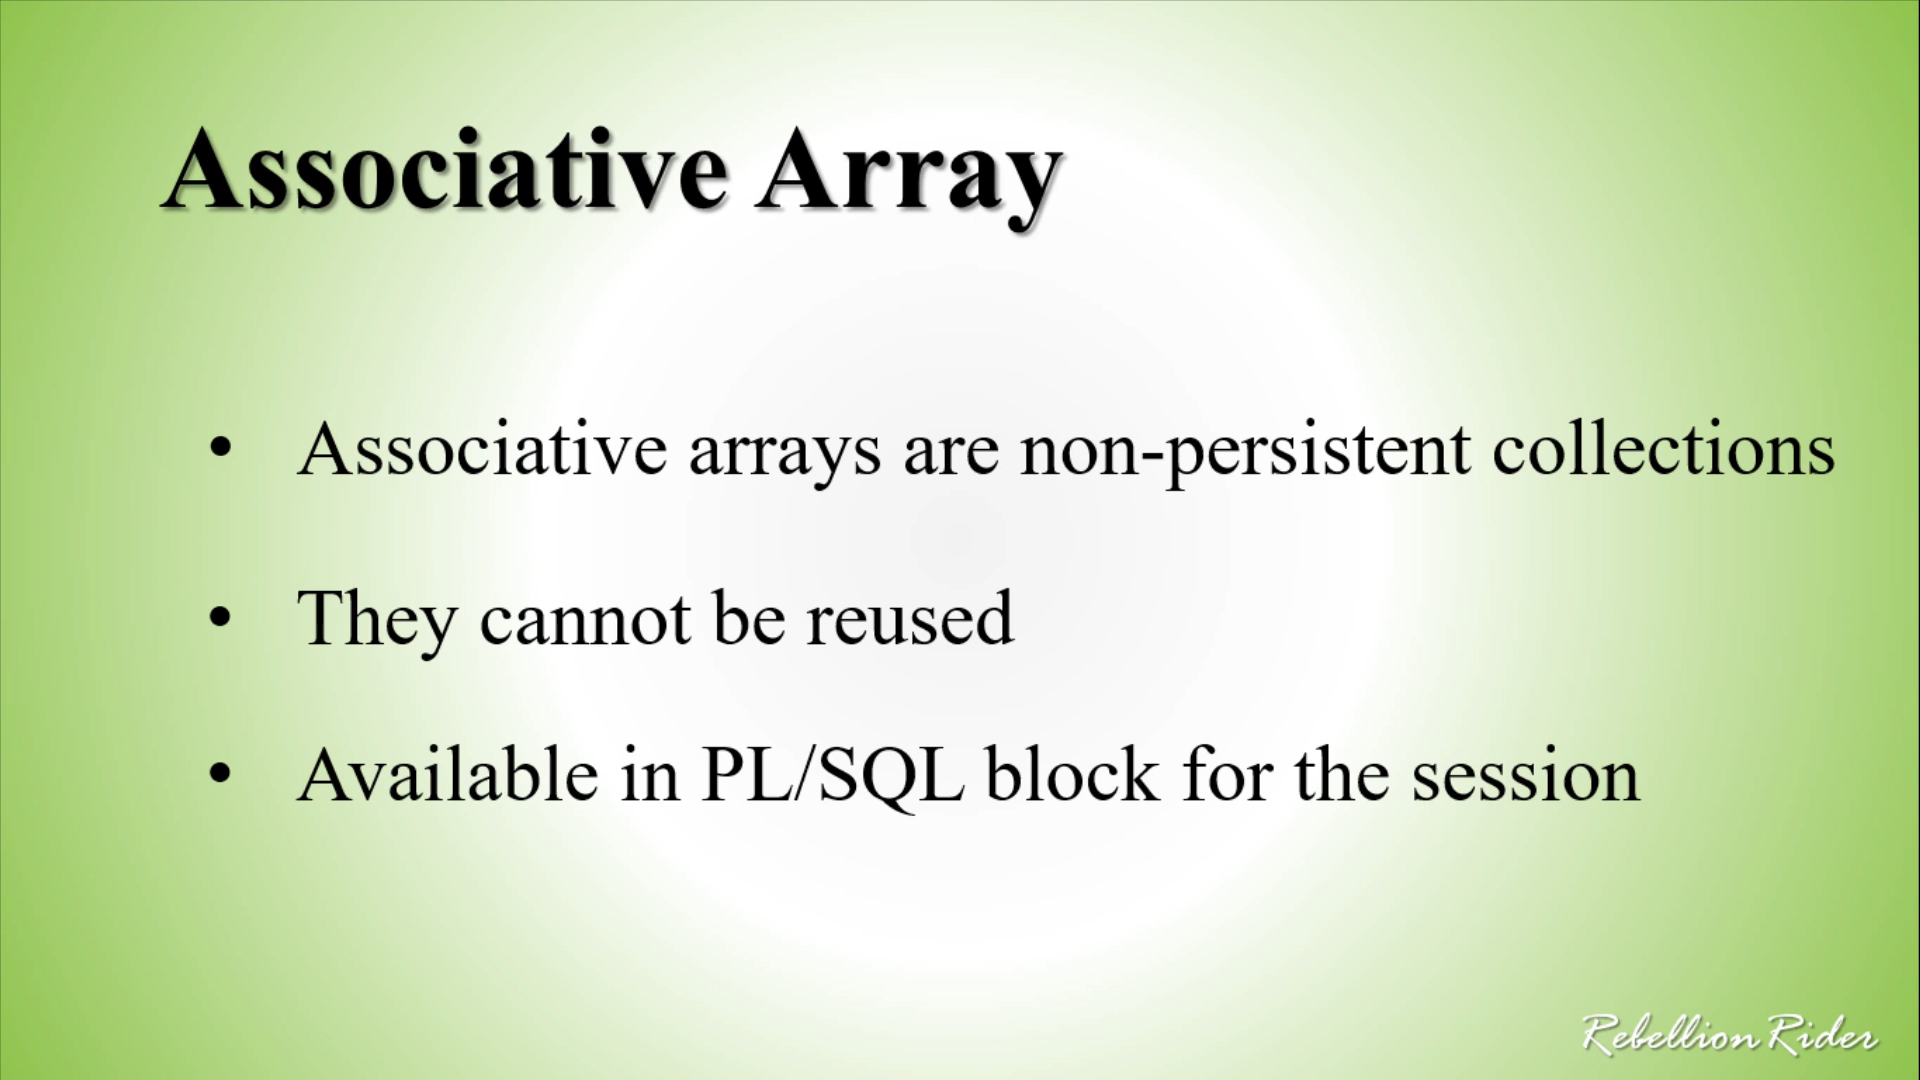 Associative Array
• Associative arrays are non-persistent collections
• They cannot be reused
• Available in PL/SQL block for the session
Rebellion Rider